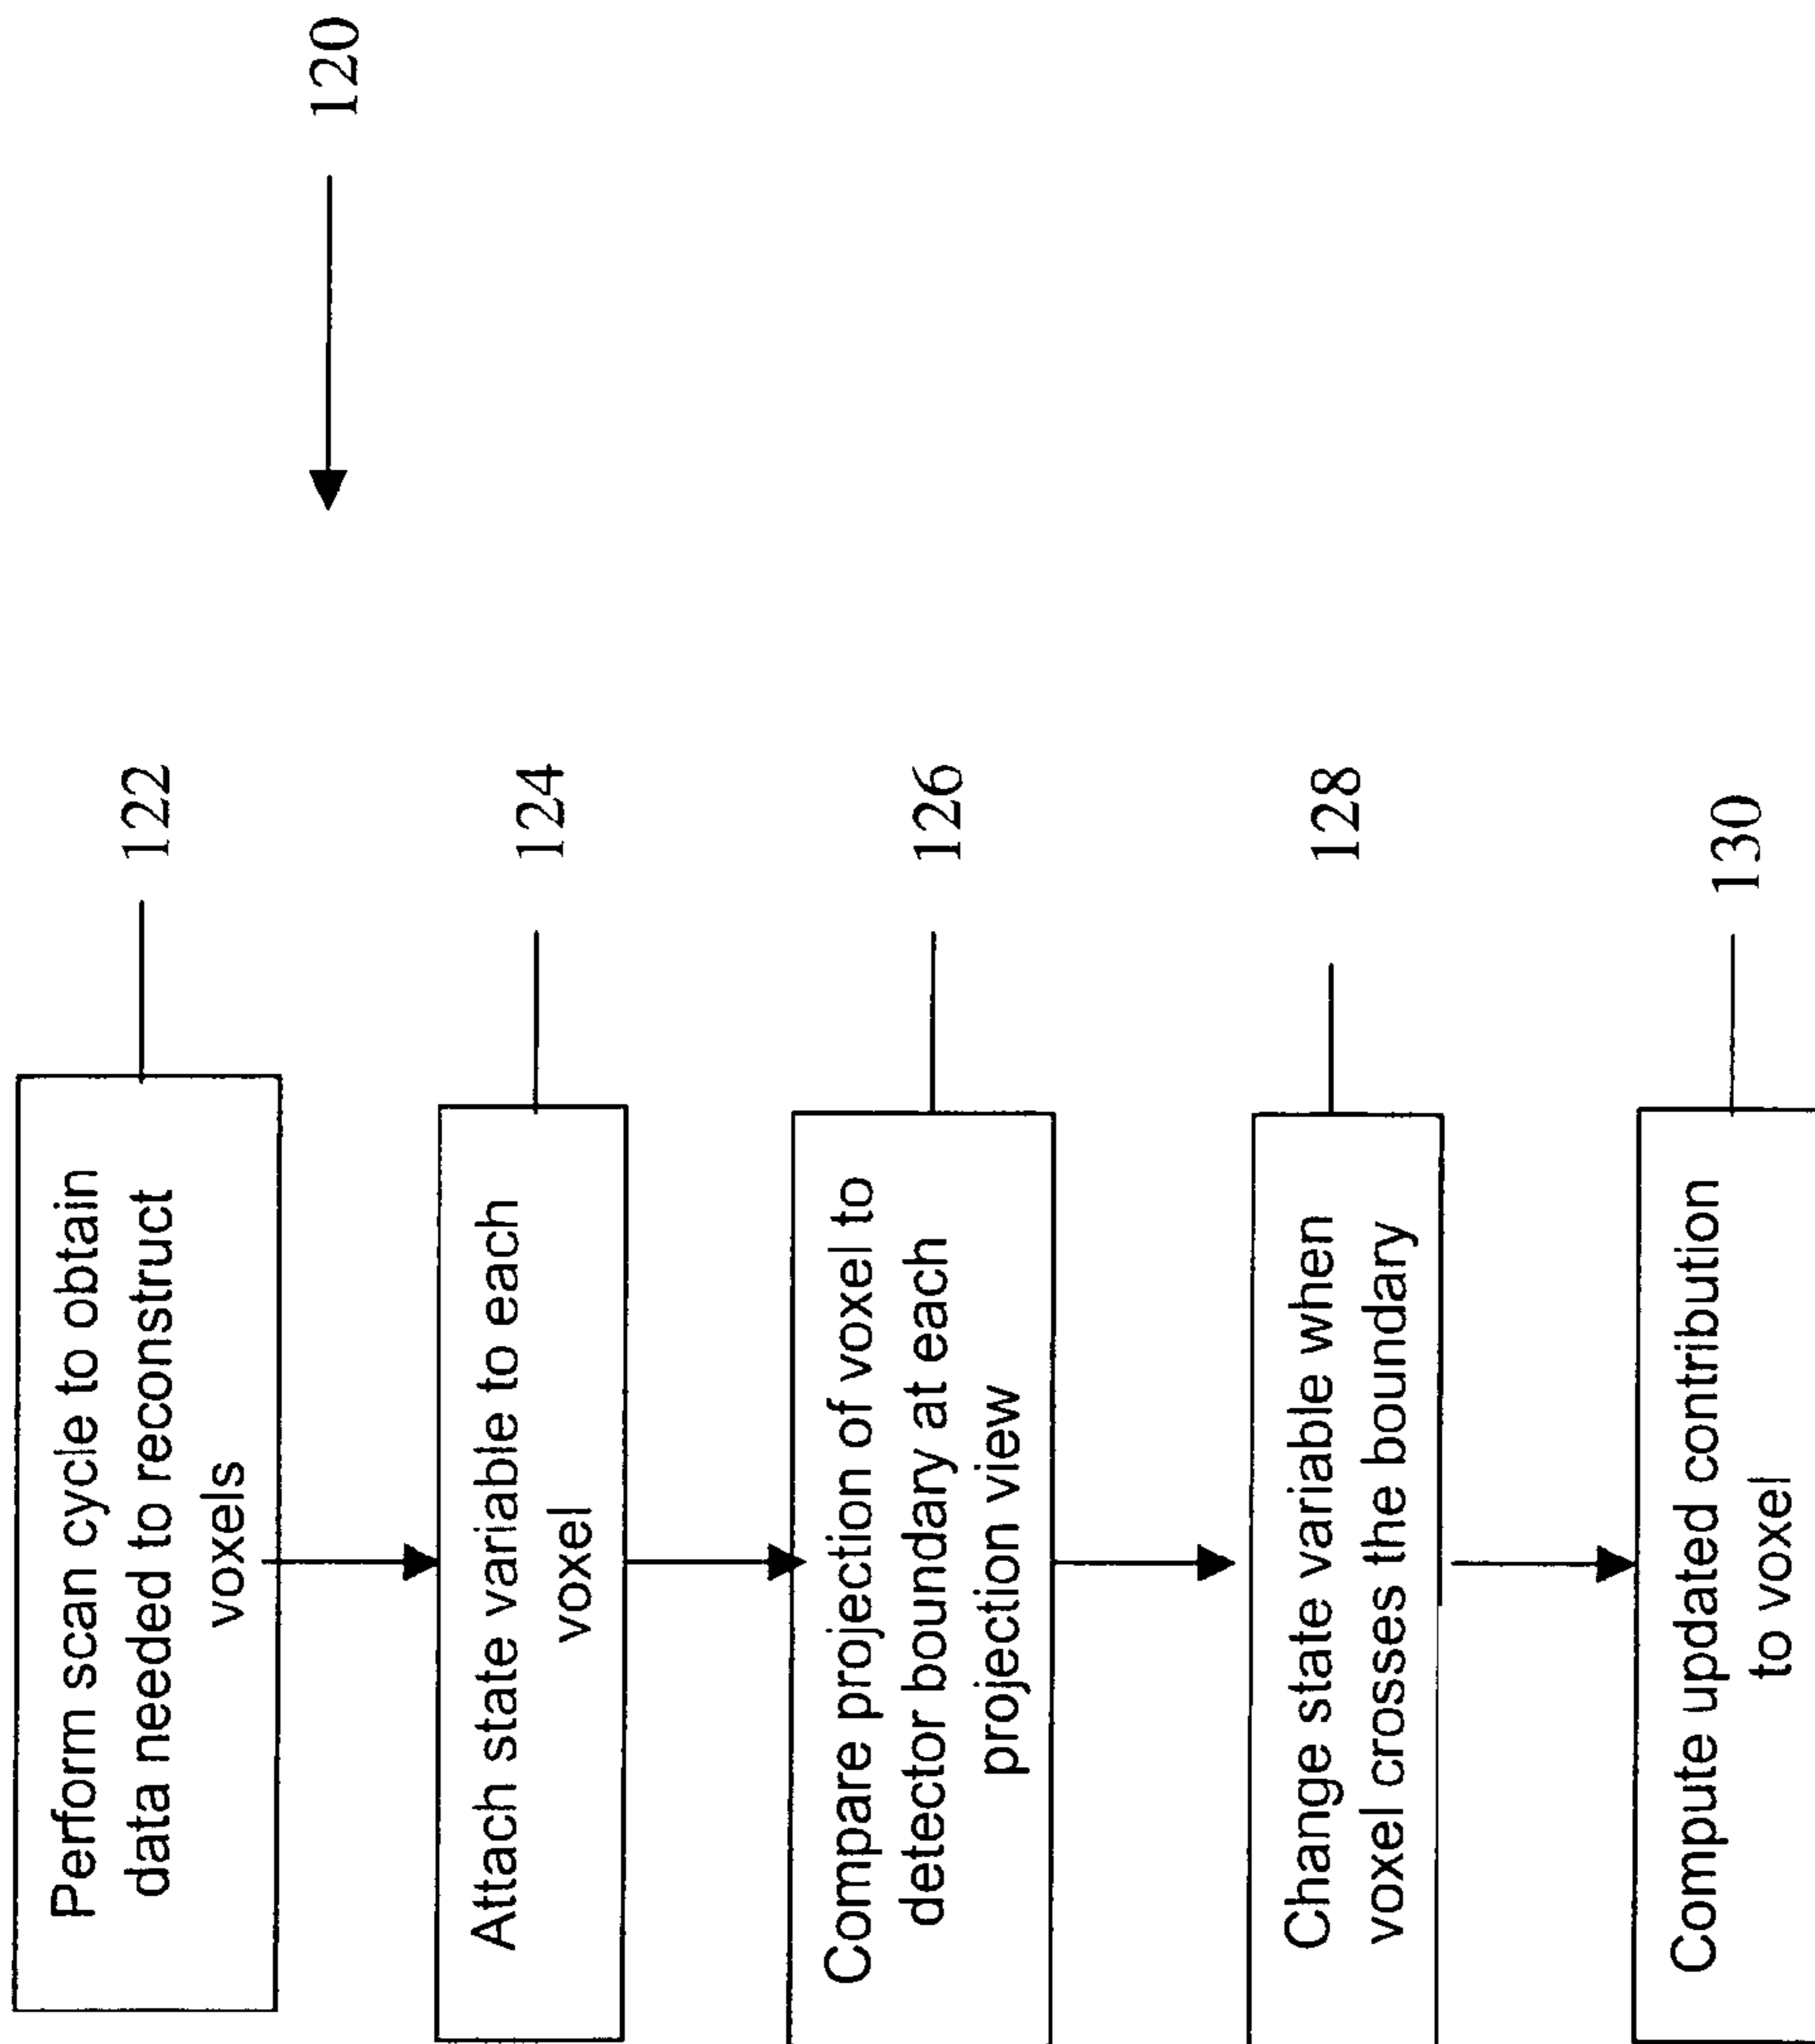 120
Perform scan cycle to obtain
data needed to reconstruct
voxels
122
Attach state variable to each
voxel
124
Compare projection of voxel to
detector boundary at each
projection view
126
Change state variable when
voxel crosses the boundary
128
Compute updated contribution
to voxel
130